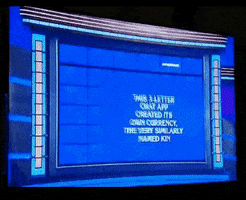 THIS 3-LETTER
CHAT APP
CREATED ITS
OWN CURRENCY,
THE VERY SIMILARLY
NAMED KIN